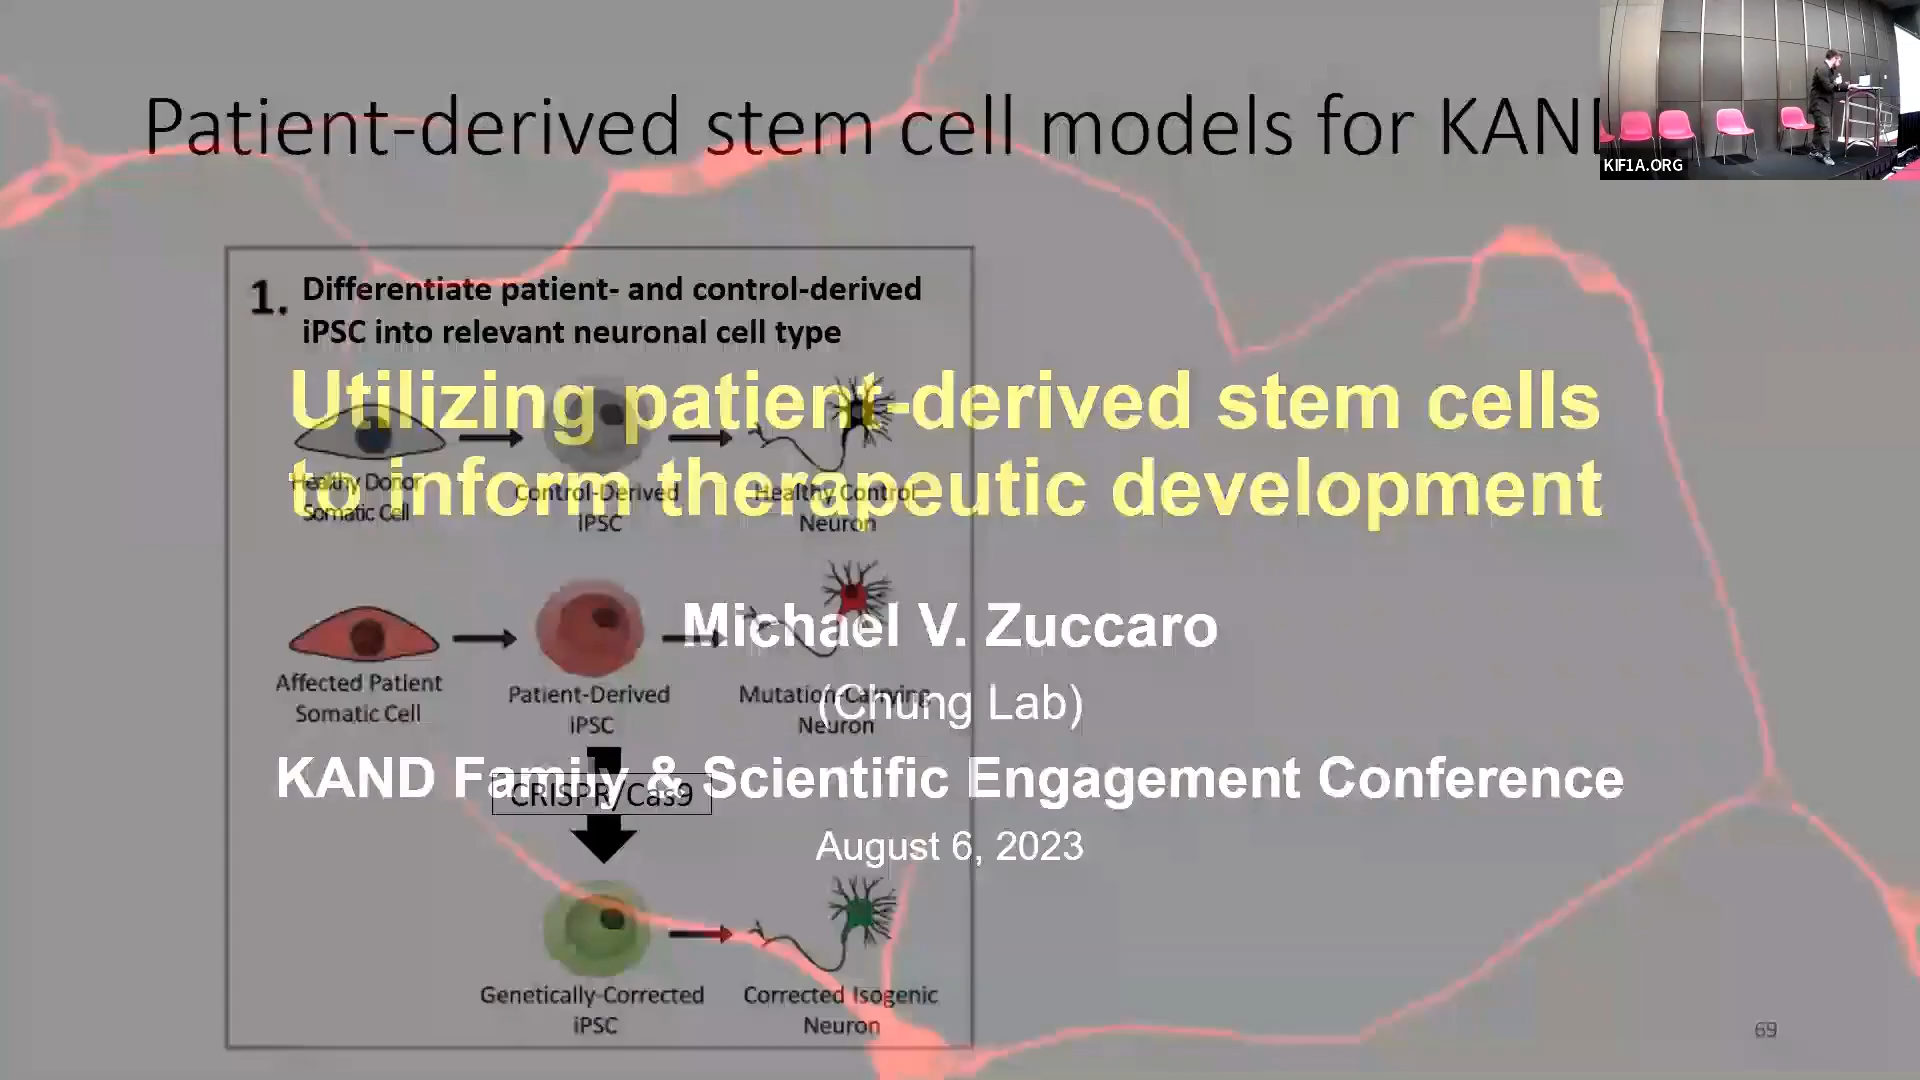 Patient-derived stem cell models for KAN
KIF1A.ORG
1. Differentiate patient- and control-derived
iPSC into relevant neuronal cell type
Utilizing patient-derived stem cells
to inform therapeutic development
Healthy Donor
Somatic Cell
Control-Derived
iPSC
Healthy Control
Neuron
Michael V. Zuccaro
(Chung Lab)
KAND Family & Scientific Engagement Conference
August 6, 2023
Affected Patient
Somatic Cell
Patient-Derived
iPSC
Mutation-Carrying
Neuron
CRISPR/Cas9
Genetically-Corrected
iPSC
Corrected Isogenic
Neuron
69